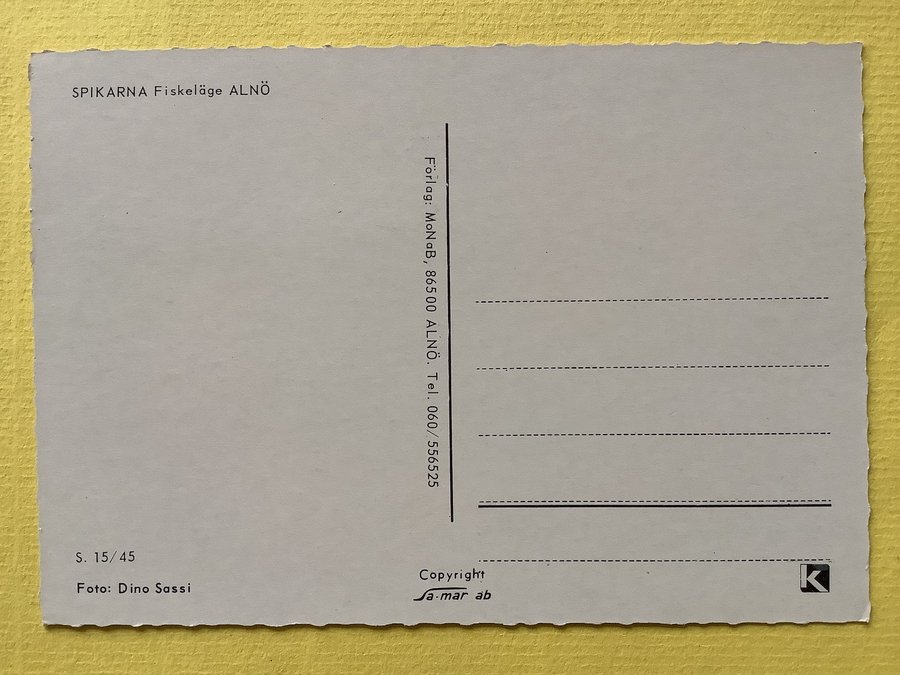 SPIKARNA Fiskeläge ALNÖ
Förlag: MoNaB, 86500 ALNÖ. Tel. 060/556525
S. 15/45
Foto: Dino Sassi
Copyright
Sa-mar ab
K